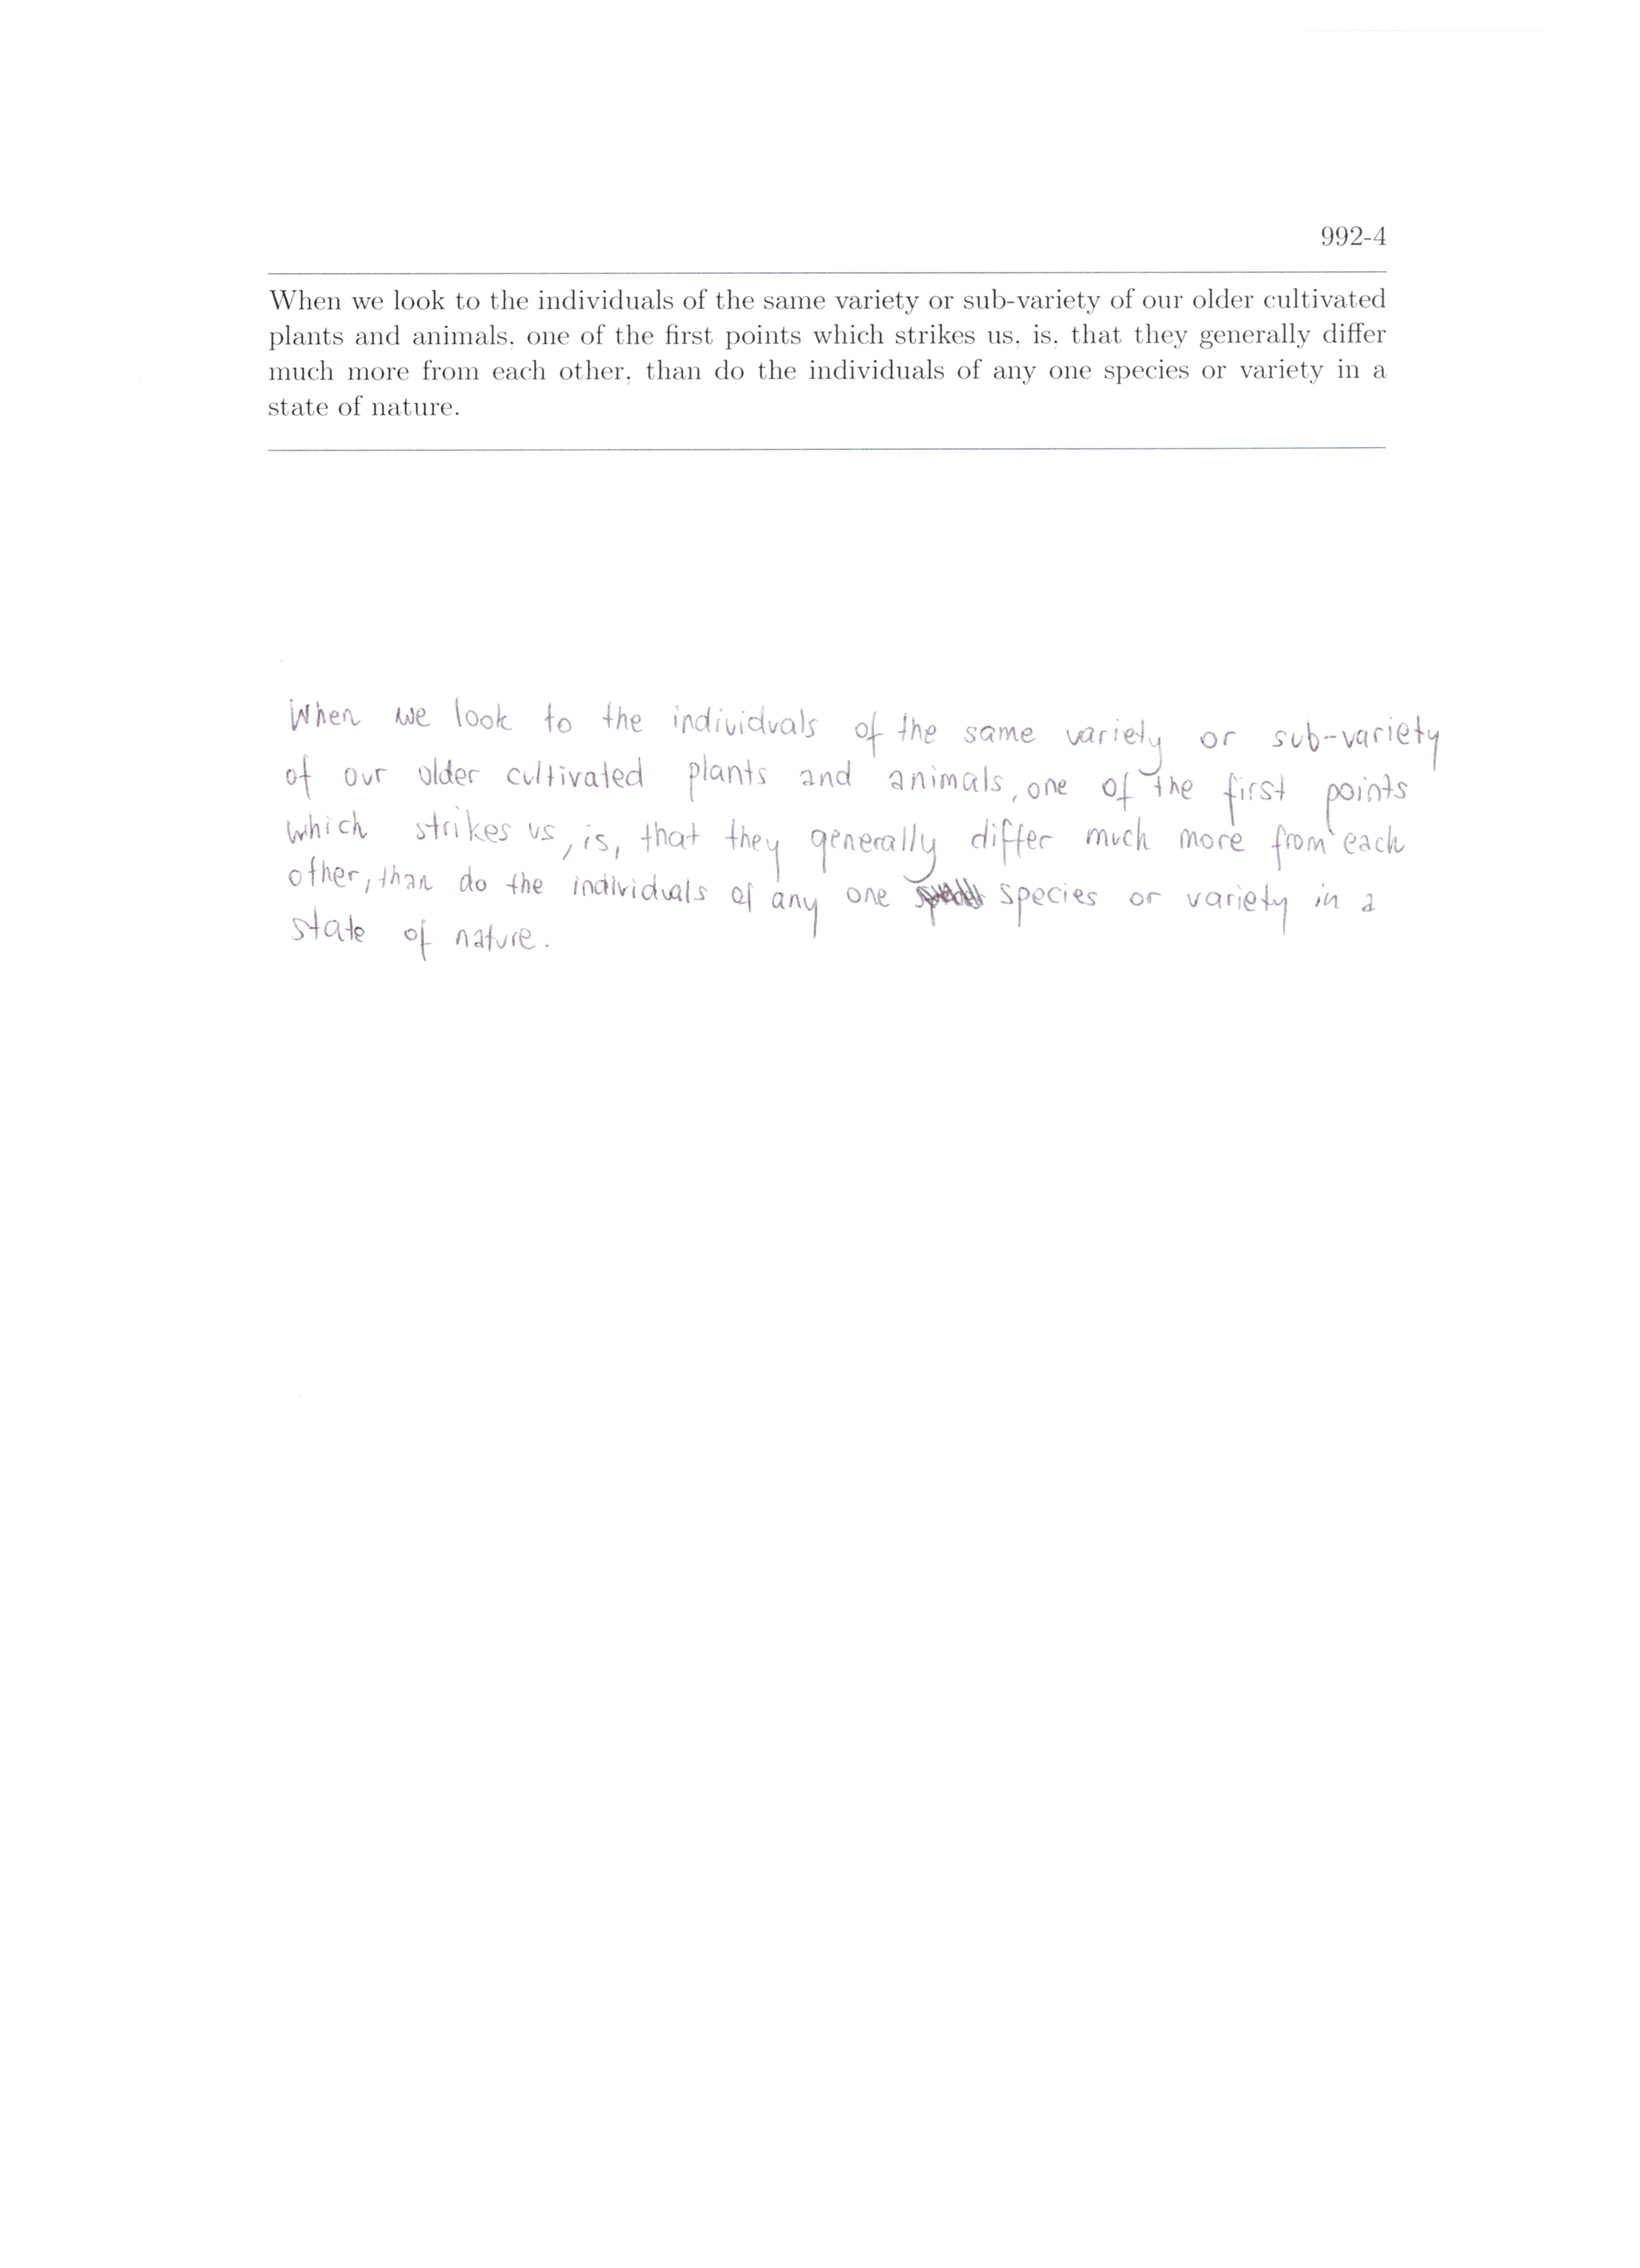 992-4
When we look to the individuals of the same variety or sub-variety of our older cultivated
plants and animals, one of the first points which strikes us, is, that they generally differ
much more from each other, than do the individuals of any one species or variety in a
state of nature.
When we look to the individuals of the same variety or sub-variety
of our older cultivated plants and animals, one of the first points
which strikes us, is, that they generally differ much more from each
other, than do the individuals of any one species or variety in a
state of nature.